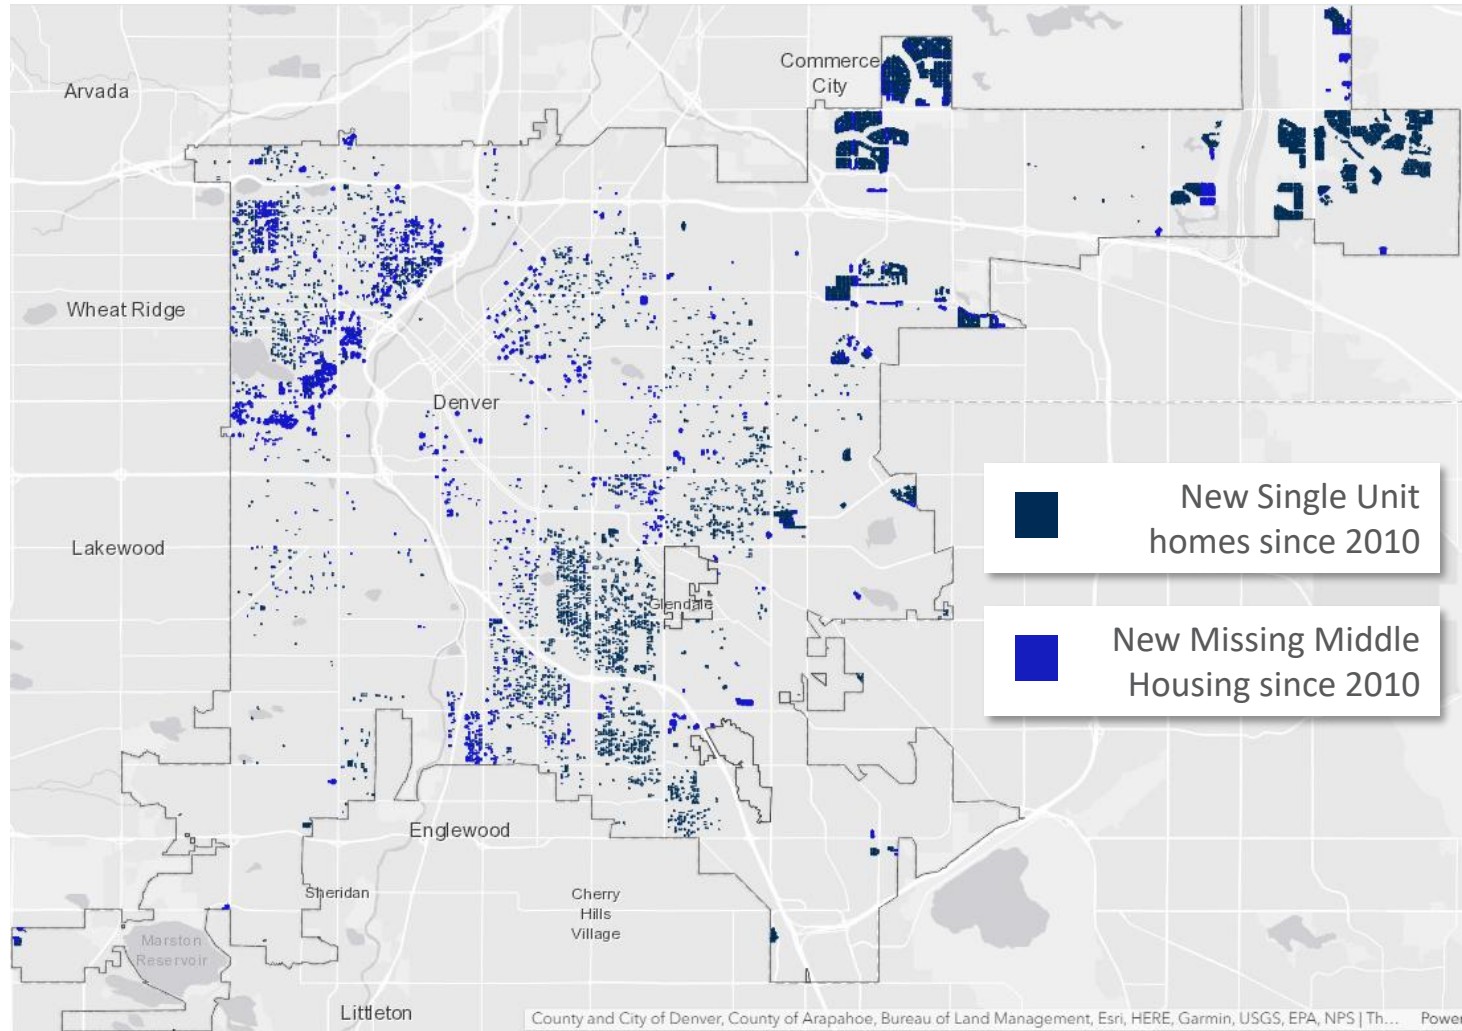 Commerce
City
Arvada
Wheat Ridge
Denver
New Single Unit
homes since 2010
Lakewood
Glendale
New Missing Middle
Housing since 2010
Englewood
Sheridan
Cherry
Hills
Village
Marston
Reservoir
Littleton
County and City of Denver, County of Arapahoe, Bureau of Land Management, Esri, HERE, Garmin, USGS, EPA, NPS | Th... Power